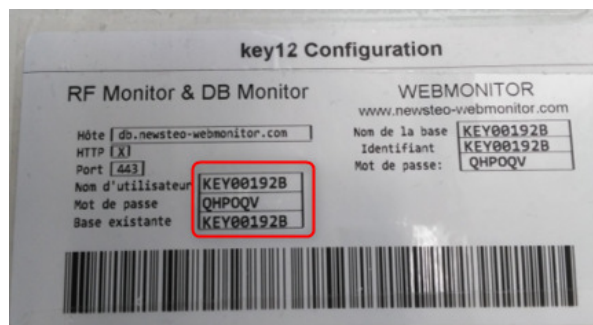 key12 Configuration
RF Monitor & DB Monitor
Hôte db.newsteo-webmonitor.com
HTTP X
Port 443
Nom d'utilisateur KEY00192B
Mot de passe QHPOQV
Base existante KEY00192B
WEBMONITOR
www.newsteo-webmonitor.com
Nom de la base KEY00192B
Identifiant KEY00192B
Mot de passe: QHPOQV